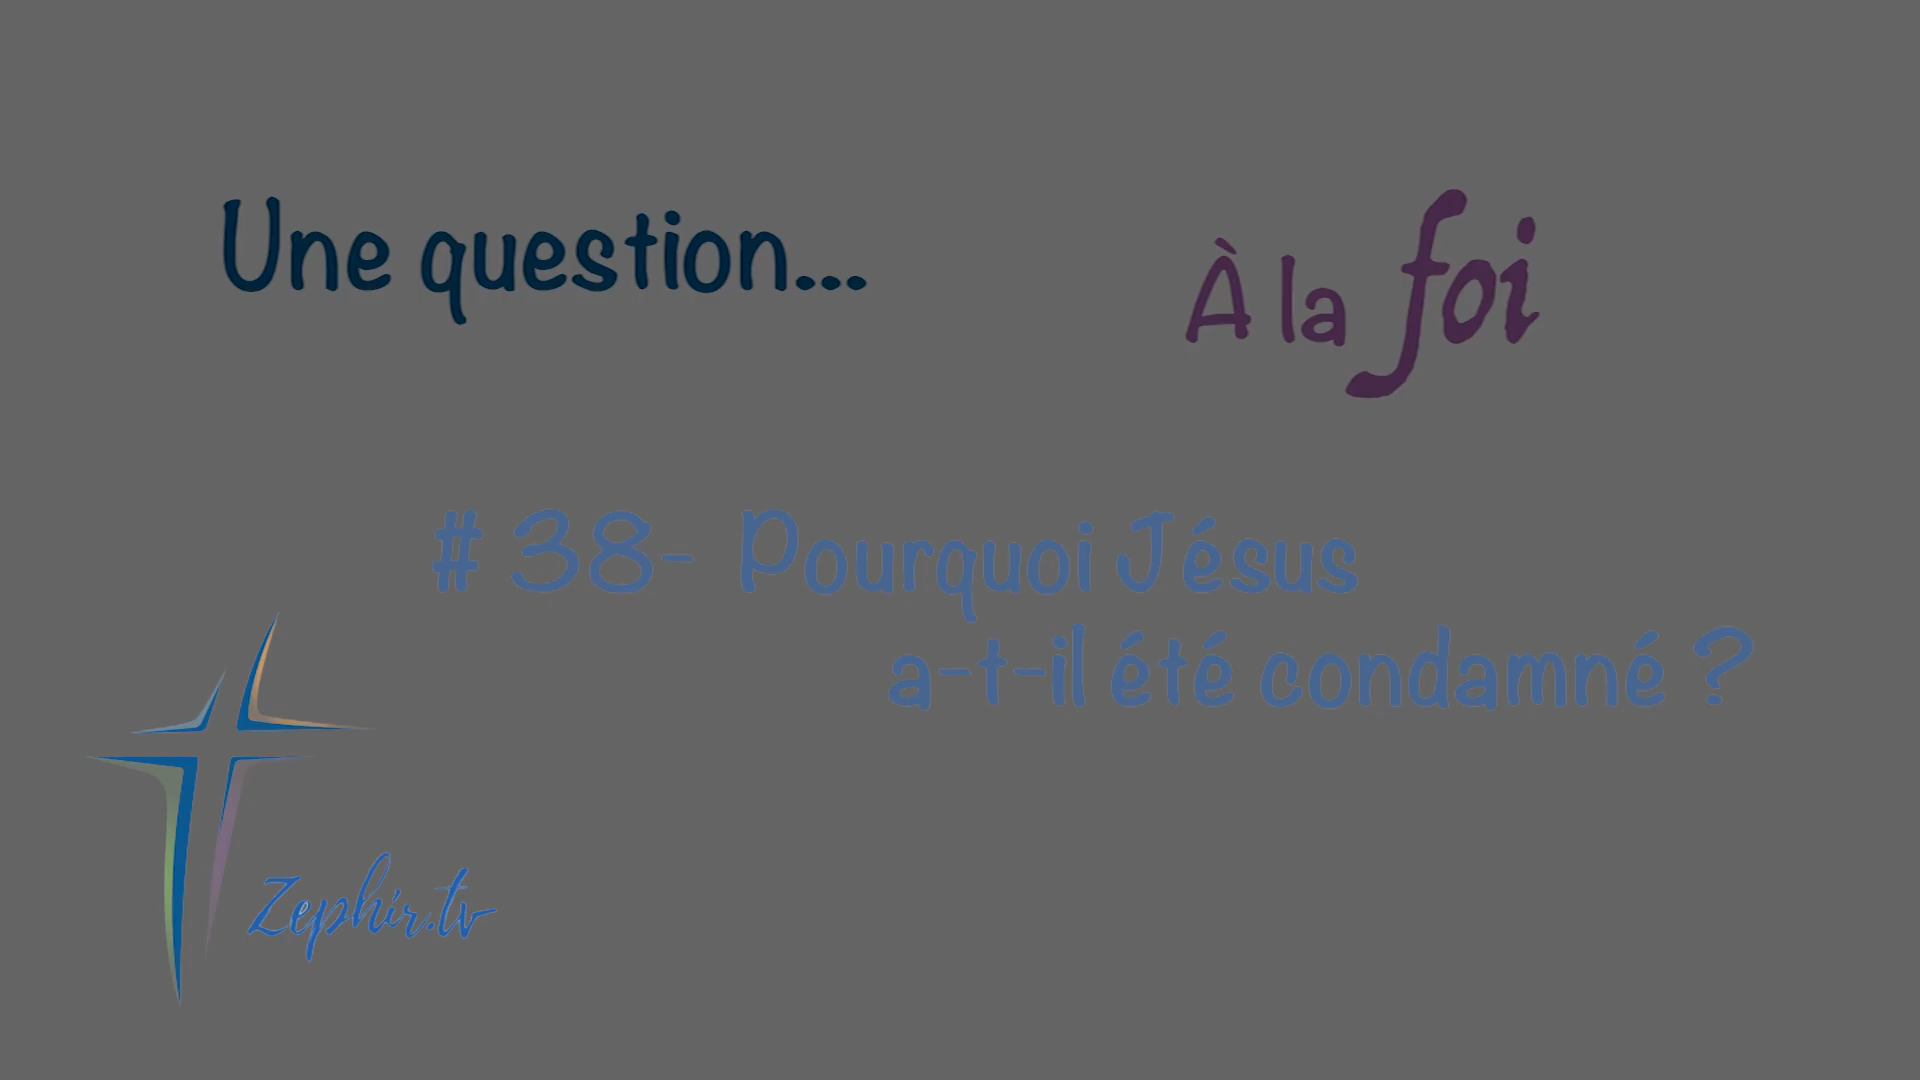 Une question...
À la foi
# 38- Pourquoi Jésus
a-t-il été condamné ?
Zephir.tv